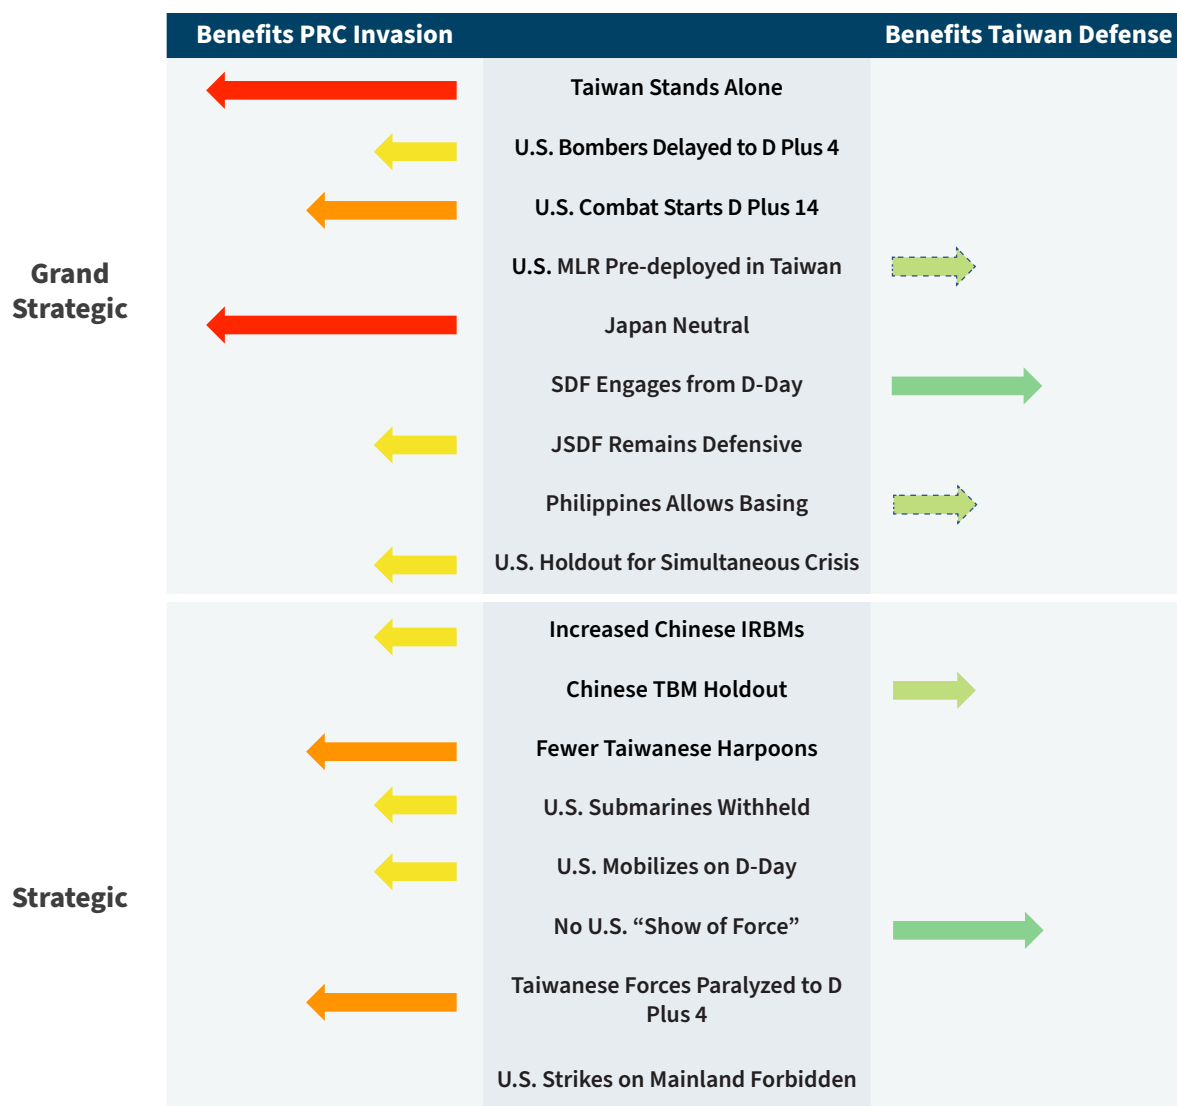 Benefits PRC Invasion
Benefits Taiwan Defense
Grand
Strategic
Taiwan Stands Alone
U.S. Bombers Delayed to D Plus 4
U.S. Combat Starts D Plus 14
U.S. MLR Pre-deployed in Taiwan
Japan Neutral
SDF Engages from D-Day
JSDF Remains Defensive
Philippines Allows Basing
U.S. Holdout for Simultaneous Crisis
Strategic
Increased Chinese IRBMs
Chinese TBM Holdout
Fewer Taiwanese Harpoons
U.S. Submarines Withheld
U.S. Mobilizes on D-Day
No U.S. “Show of Force”
Taiwanese Forces Paralyzed to D
Plus 4
U.S. Strikes on Mainland Forbidden